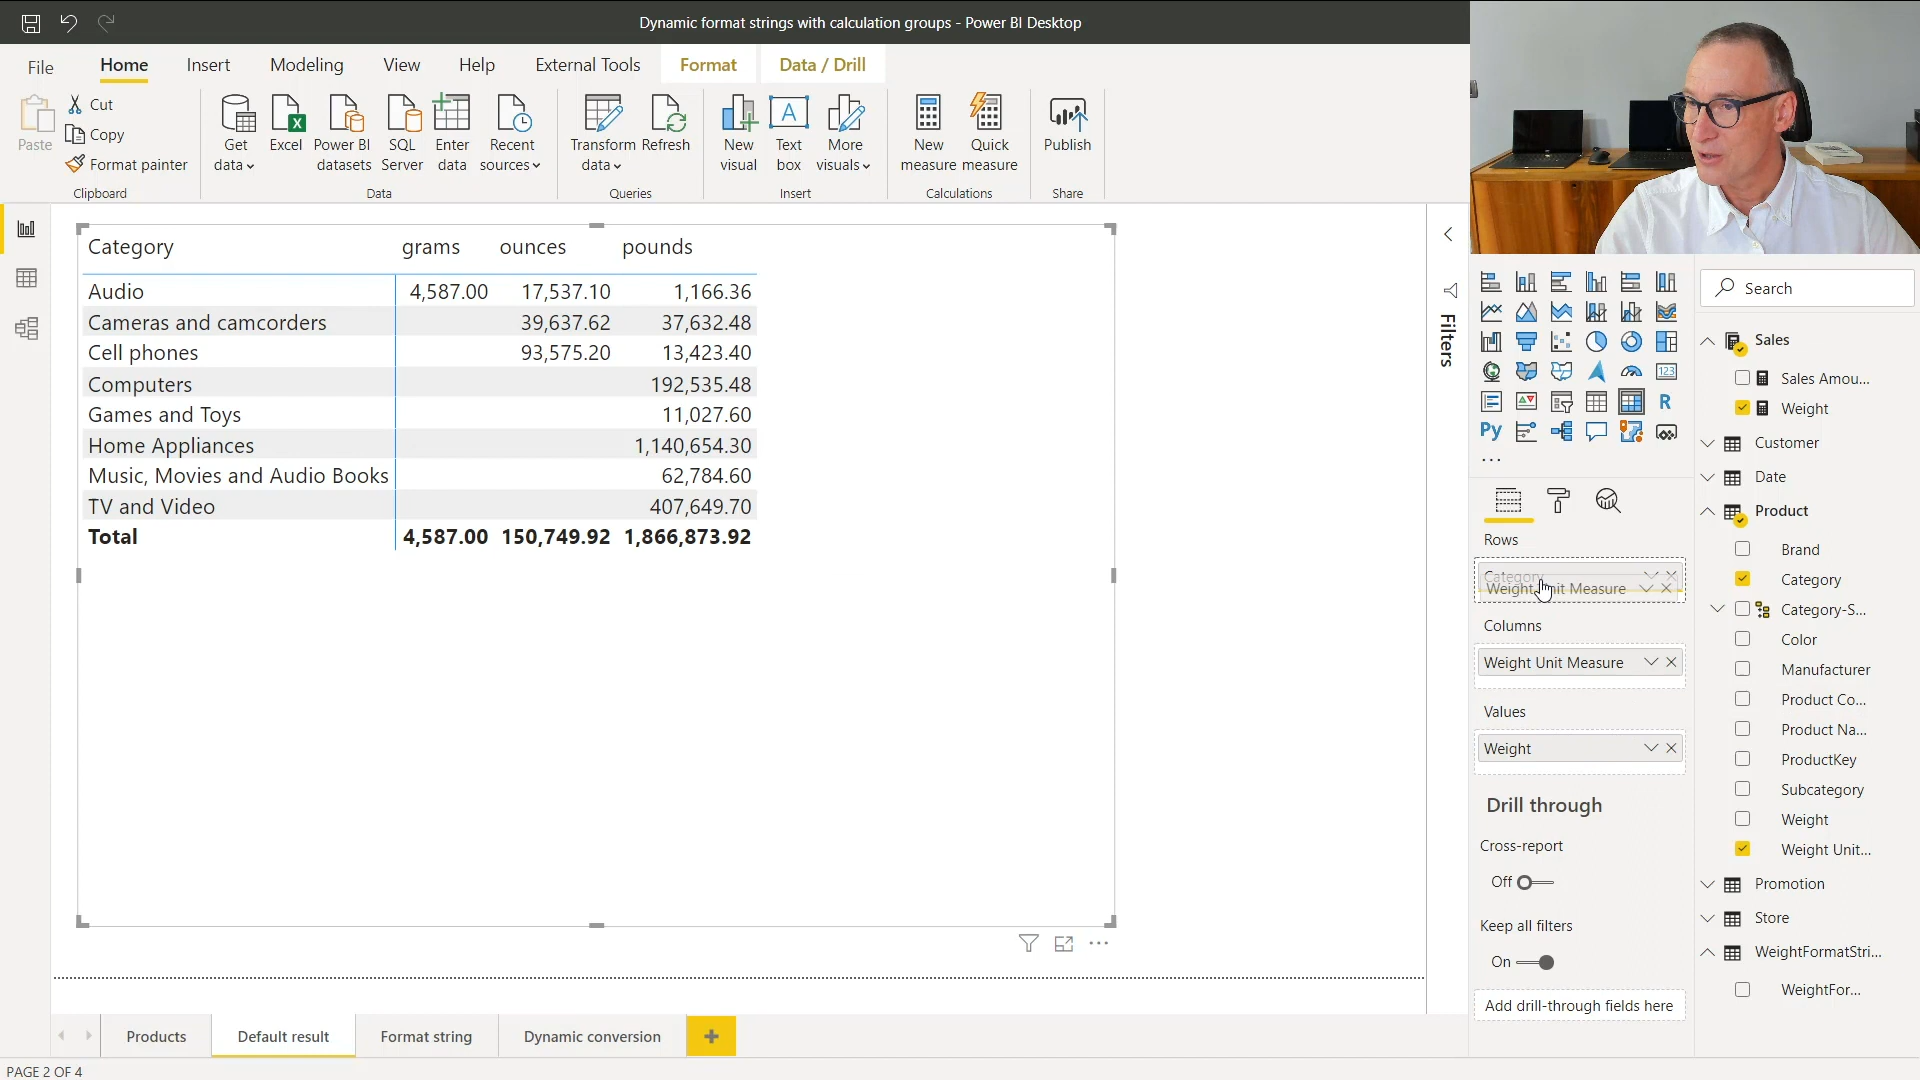 Dynamic format strings with calculation groups - Power BI Desktop
File Home Insert Modeling View Help External Tools Format Data / Drill
Paste
Cut
Copy
Format painter
Clipboard
Get data
Excel
Power BI datasets
SQL Server
Enter data
Recent sources
Data
Transform data
Refresh
Queries
New visual
Text box
More visuals
Insert
New measure
Quick measure
Calculations
Publish
Share
Category grams ounces pounds
Audio 4,587.00 17,537.10 1,166.36
Cameras and camcorders 39,637.62 37,632.48
Cell phones 93,575.20 13,423.40
Computers 192,535.48
Games and Toys 11,027.60
Home Appliances 1,140,654.30
Music, Movies and Audio Books 62,784.60
TV and Video 407,649.70
Total 4,587.00 150,749.92 1,866,873.92
Filters
123
R
Py
...
Rows
Category
Weight Unit Measure
Columns
Weight Unit Measure
Values
Weight
Drill through
Cross-report
Off
Keep all filters
On
Add drill-through fields here
Search
Sales
Sales Amou...
Weight
Customer
Date
Product
Brand
Category
Category-S...
Color
Manufacturer
Product Co...
Product Na...
ProductKey
Subcategory
Weight
Weight Unit...
Promotion
Store
WeightFormatStri...
WeightFor...
Products Default result Format string Dynamic conversion +
PAGE 2 OF 4